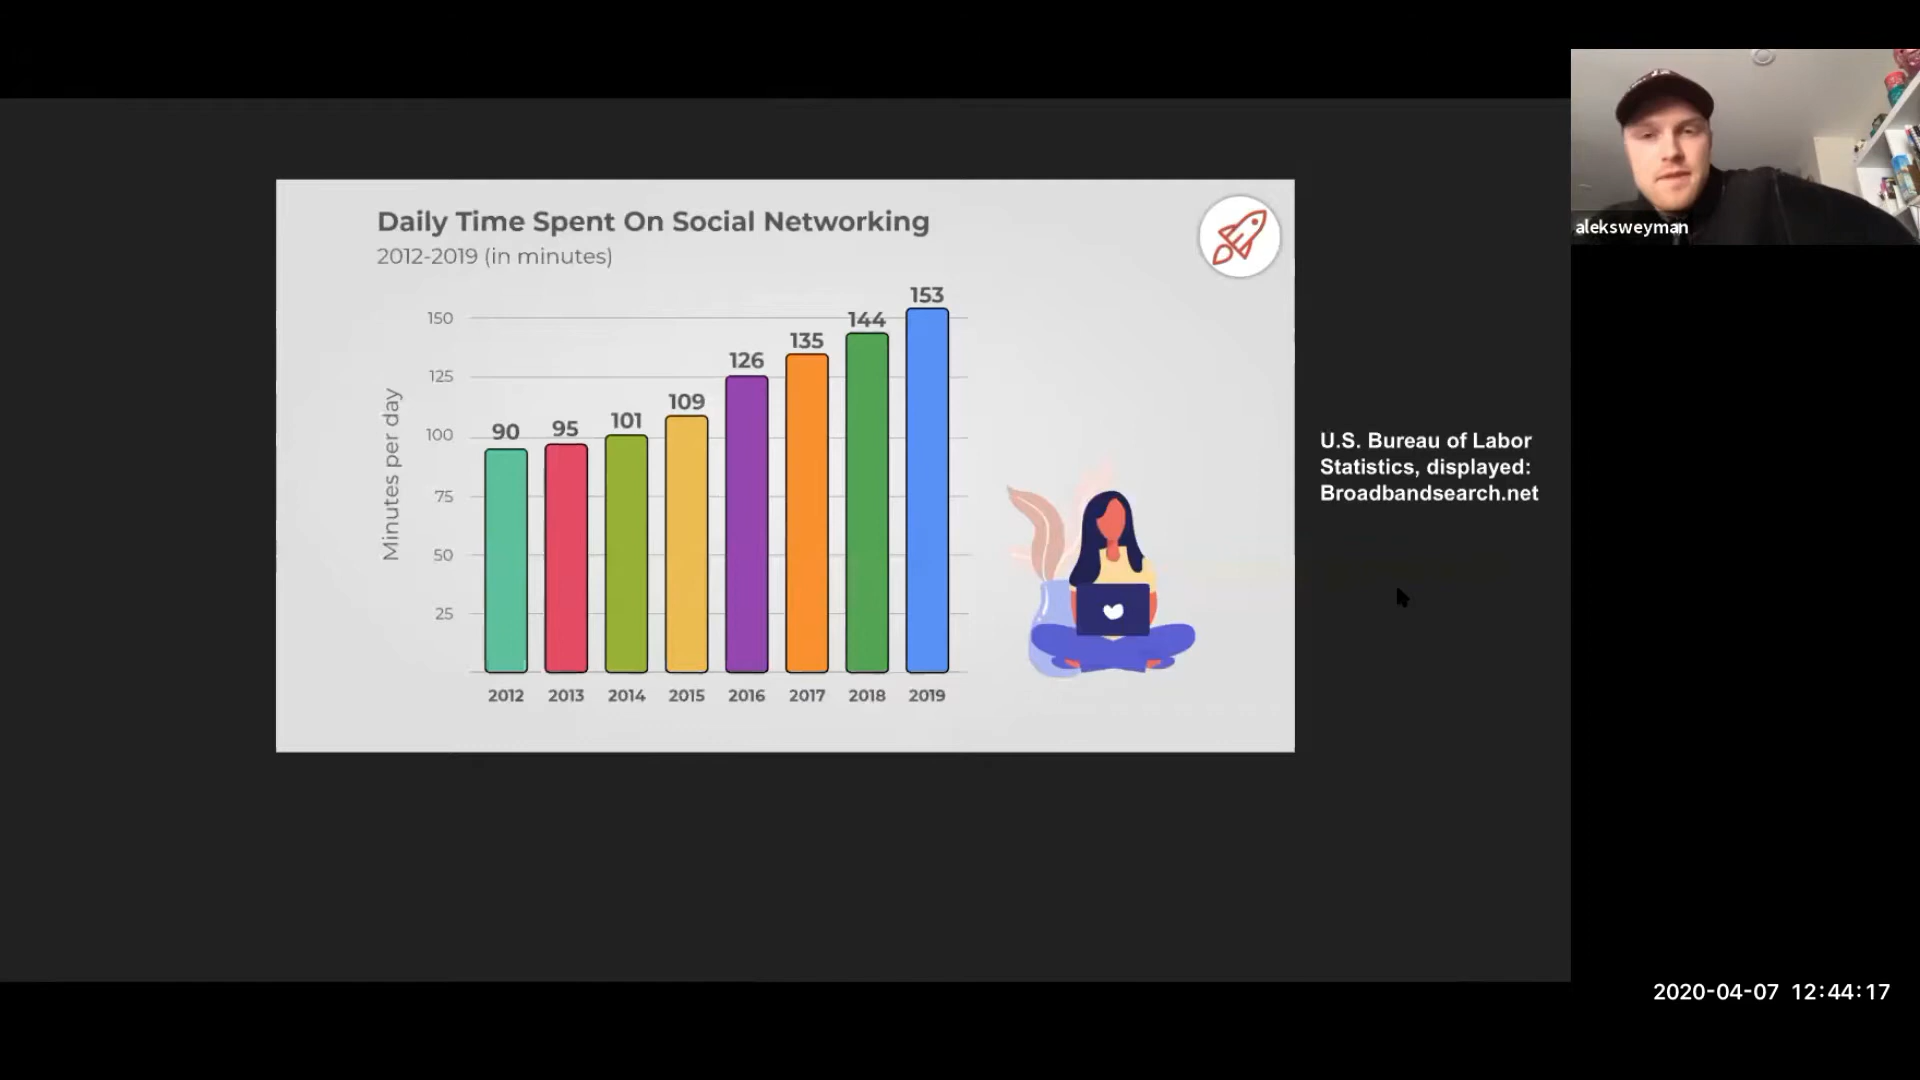 Daily Time Spent On Social Networking
2012-2019 (in minutes)
Minutes per day
150
125
100
75
50
25
90
95
101
109
126
135
144
153
2012 2013 2014 2015 2016 2017 2018 2019
U.S. Bureau of Labor
Statistics, displayed:
Broadbandsearch.net
aleksweyman
2020-04-07 12:44:17